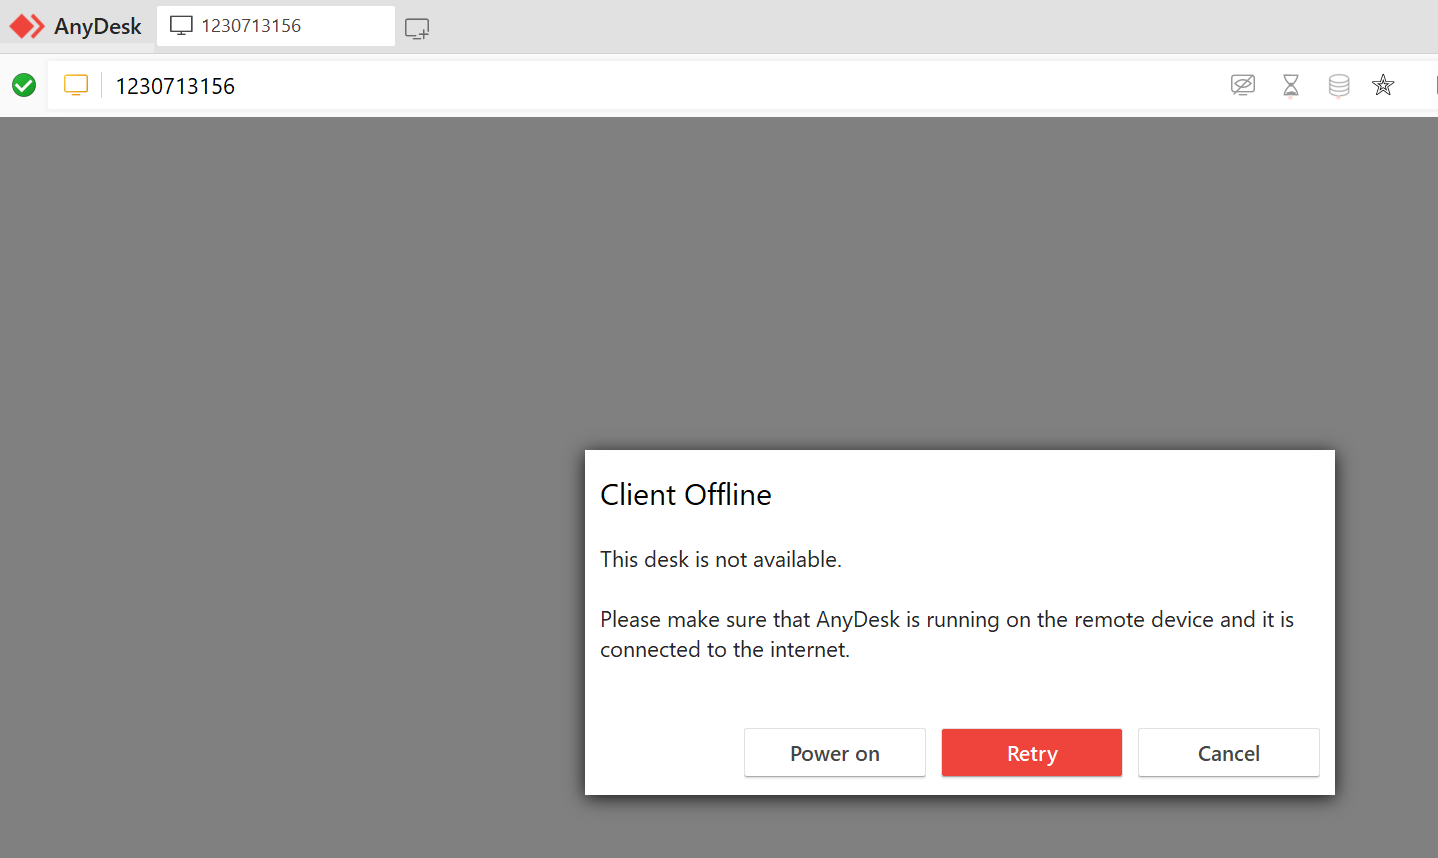 AnyDesk
1230713156
1230713156
Client Offline
This desk is not available.
Please make sure that AnyDesk is running on the remote device and it is
connected to the internet.
Power on
Retry
Cancel